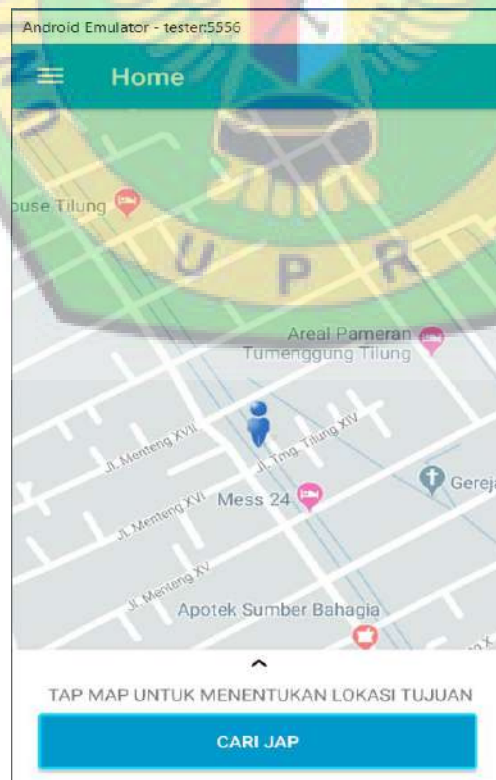 Android Emulator - tester:5556
Home
ouse Tilung
U P R
Areal Pameran
Tumenggung Tilung
Jl. Menteng XVII
Jl. Tmg. Tilung XIV
Mess 24
Gereja
Jl. Menteng XVI
Jl. Menteng XV
Apotek Sumber Bahagia
TAP MAP UNTUK MENENTUKAN LOKASI TUJUAN
CARI JAP